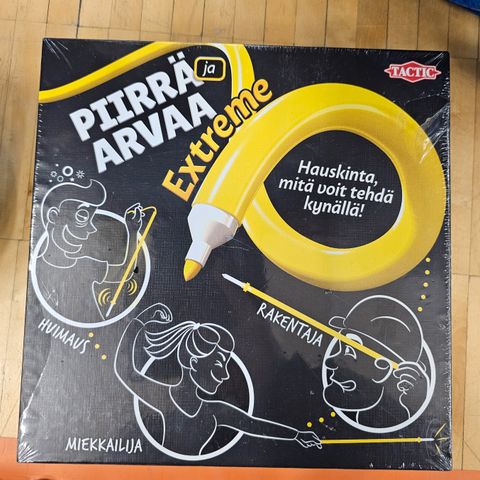 TACTIC
PIIRRÄ ja
ARVAA
Extreme
Hauskinta,
mitä voit tehdä
kynällä!
HUIMAUS
RAKENTAJA
MIEKKAILIJA